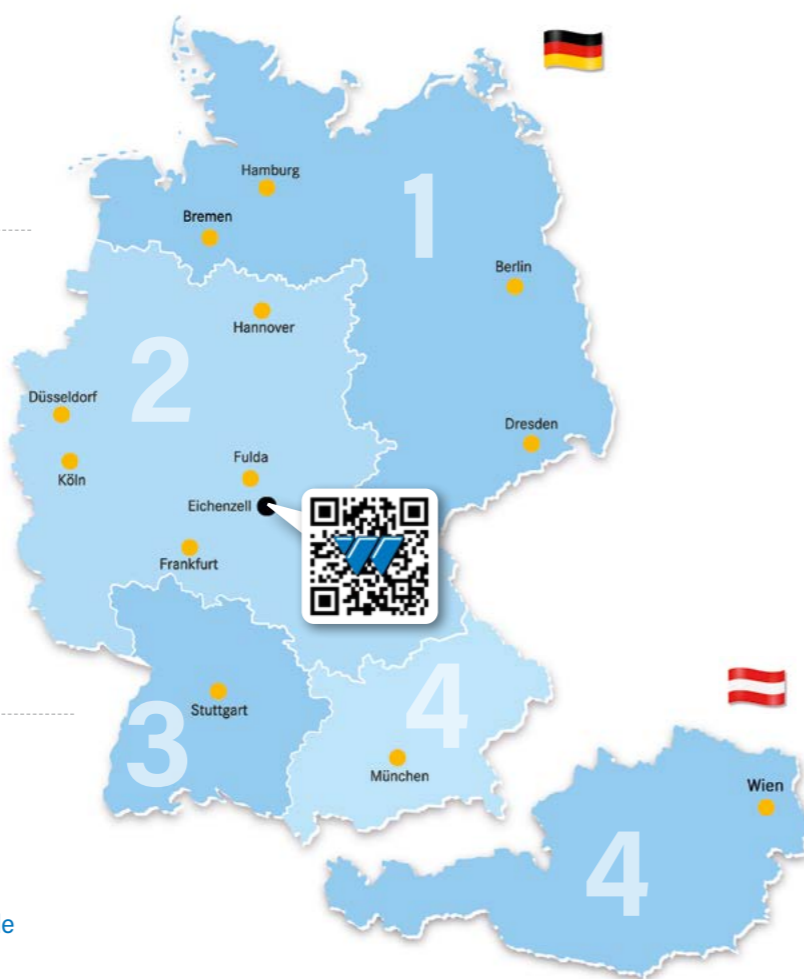 Hamburg
1
Bremen
Berlin
Hannover
2
Düsseldorf
Dresden
Köln
Fulda
Eichenzell
Frankfurt
3
Stuttgart
4
München
Wien
4
e